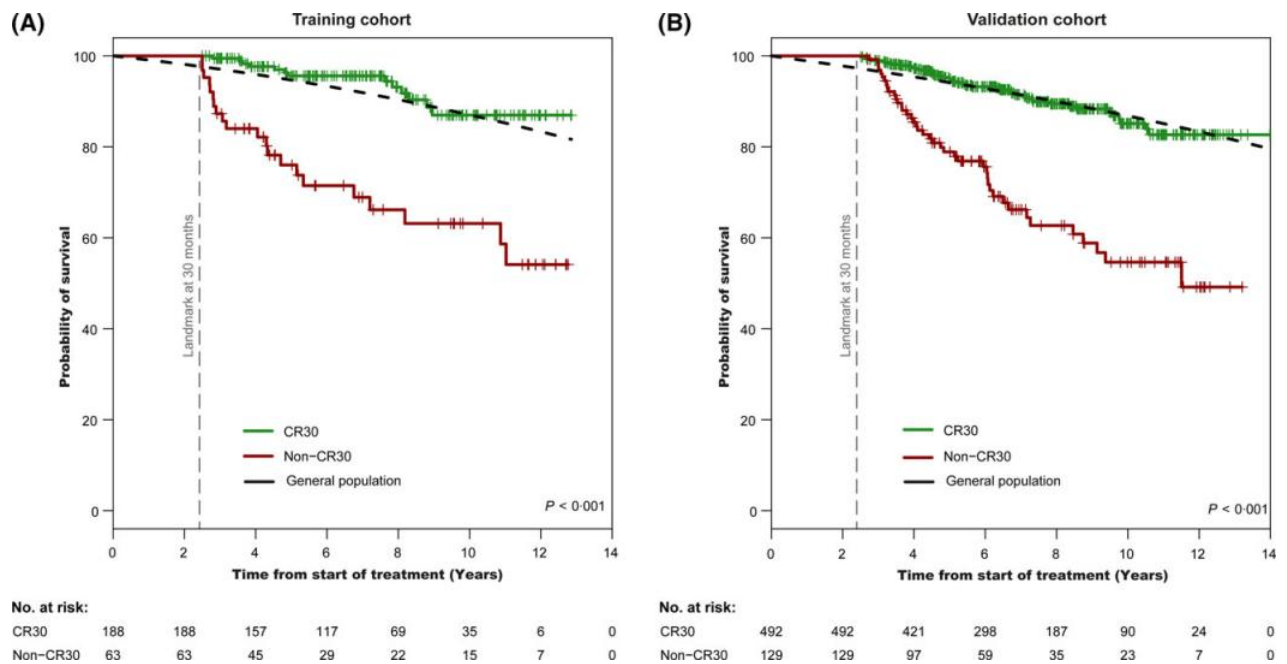 (A)
Training cohort
100
80
60
40
20
0
Probability of survival
Landmark at 30 months
CR30
Non−CR30
General population
P < 0·001
0 2 4 6 8 10 12 14
Time from start of treatment (Years)
No. at risk:
CR30 188 188 157 117 69 35 6 0
Non−CR30 63 63 45 29 22 15 7 0
(B)
Validation cohort
100
80
60
40
20
0
Probability of survival
Landmark at 30 months
CR30
Non−CR30
General population
P < 0·001
0 2 4 6 8 10 12 14
Time from start of treatment (Years)
No. at risk:
CR30 492 492 421 298 187 90 24 0
Non−CR30 129 129 97 59 35 23 7 0